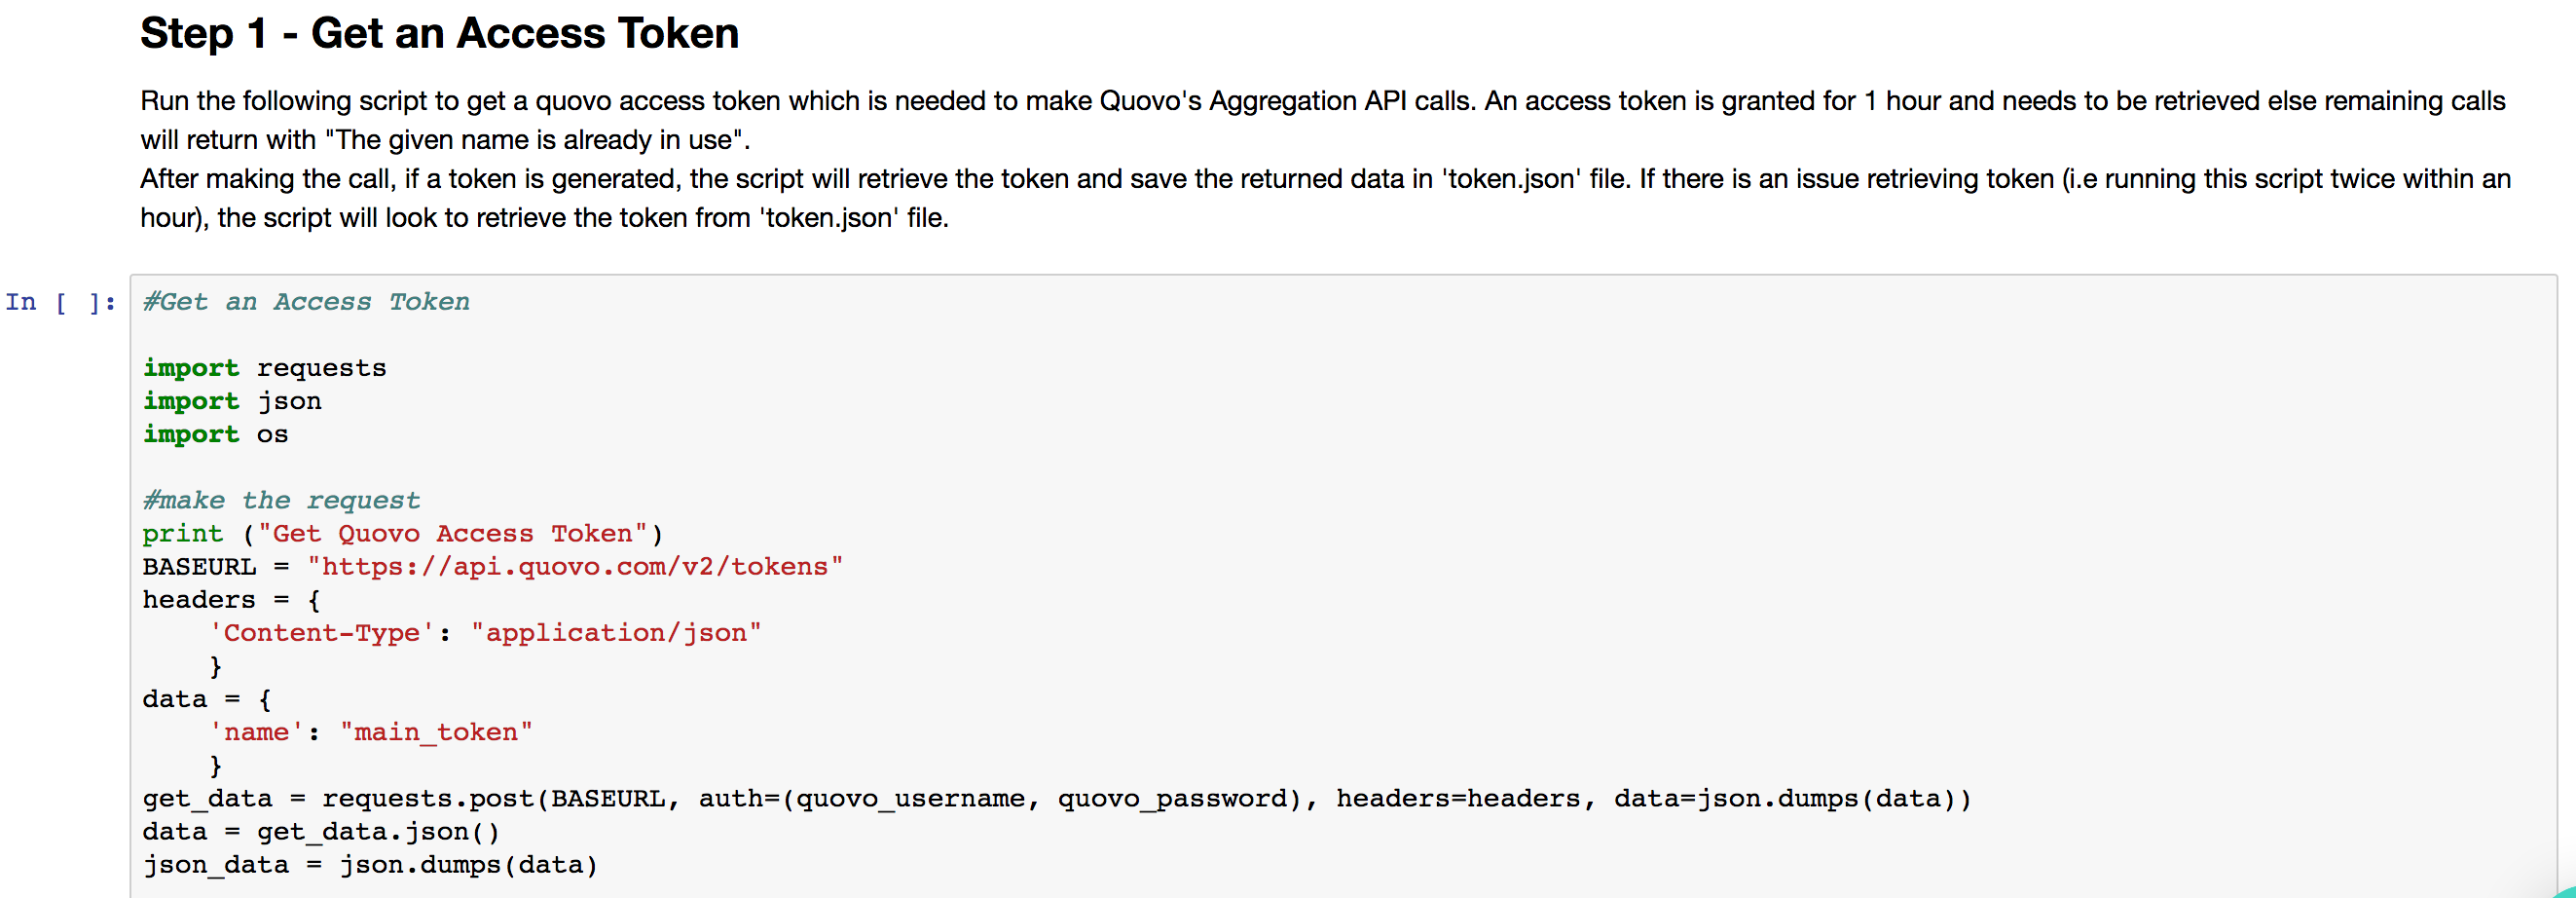 Step 1 - Get an Access Token
Run the following script to get a quovo access token which is needed to make Quovo's Aggregation API calls. An access token is granted for 1 hour and needs to be retrieved else remaining calls
will return with "The given name is already in use".
After making the call, if a token is generated, the script will retrieve the token and save the returned data in 'token.json' file. If there is an issue retrieving token (i.e running this script twice within an
hour), the script will look to retrieve the token from 'token.json' file.
In [ ]: #Get an Access Token
import requests
import json
import os
#make the request
print ("Get Quovo Access Token")
BASEURL = "https://api.quovo.com/v2/tokens"
headers = {
    'Content-Type': "application/json"
    }
data = {
    'name': "main_token"
    }
get_data = requests.post(BASEURL, auth=(quovo_username, quovo_password), headers=headers, data=json.dumps(data))
data = get_data.json()
json_data = json.dumps(data)